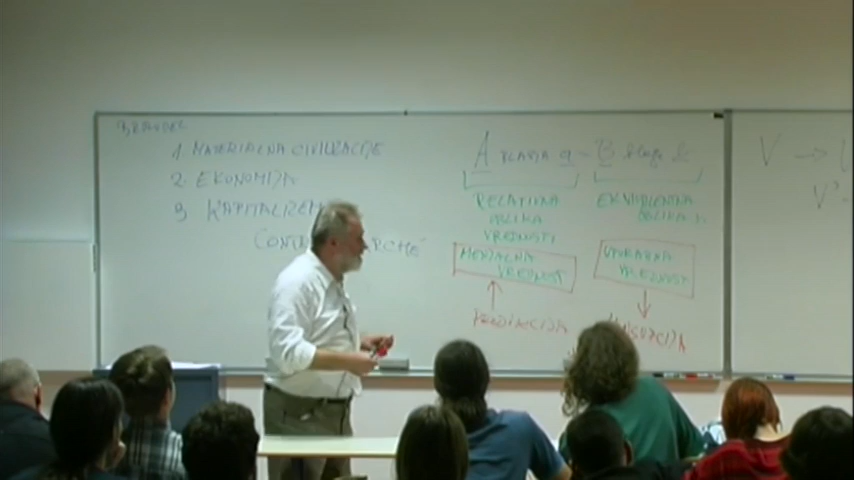 F. BRAUDEL
1. MATERIALNA CIVILIZACIJE
2. EKONOMIJA
3. KAPITALIZEM
A BLAGA a = B blaga b
RELATIVNA
OBLIKA
VREDNOSTI
EKVIVALENTNA
OBLIKA
MENJALNA
VREDNOST
UPORABNA
VREDNOST
PRODUKCIJA
V →